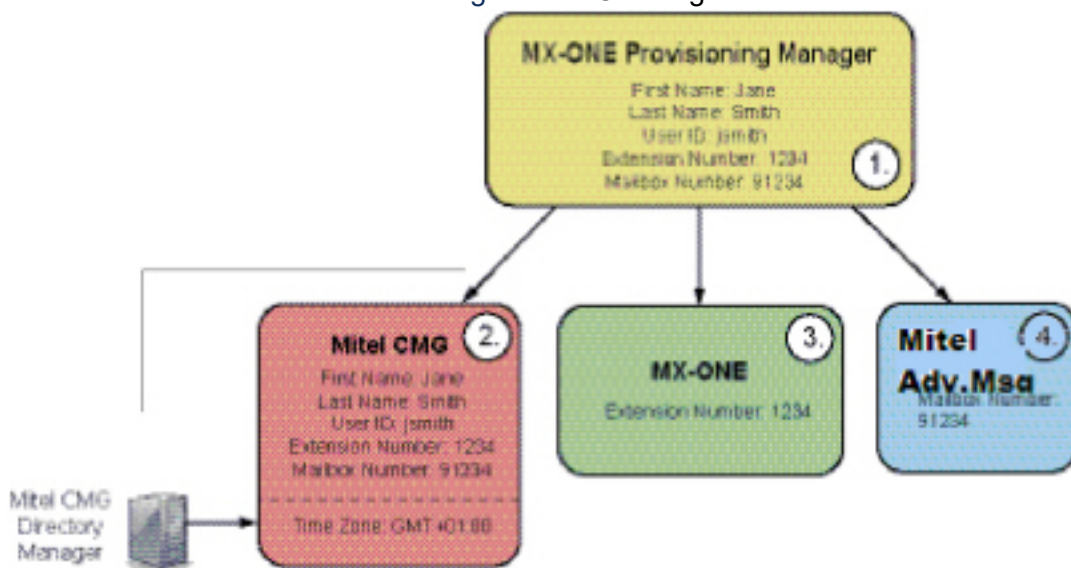 MX-ONE Provisioning Manager
First Name: Jane
Last Name: Smith
User ID: jsmith
Extension Number: 1234
Mailbox Number: 91234
1.
2.
Mitel CMG
First Name: Jane
Last Name: Smith
User ID: jsmith
Extension Number: 1234
Mailbox Number: 91234
Time Zone: GMT +01:00
3.
MX-ONE
Extension Number: 1234
4.
Mitel
Adv.Msg
Mailbox Number:
91234
Mitel CMG
Directory
Manager